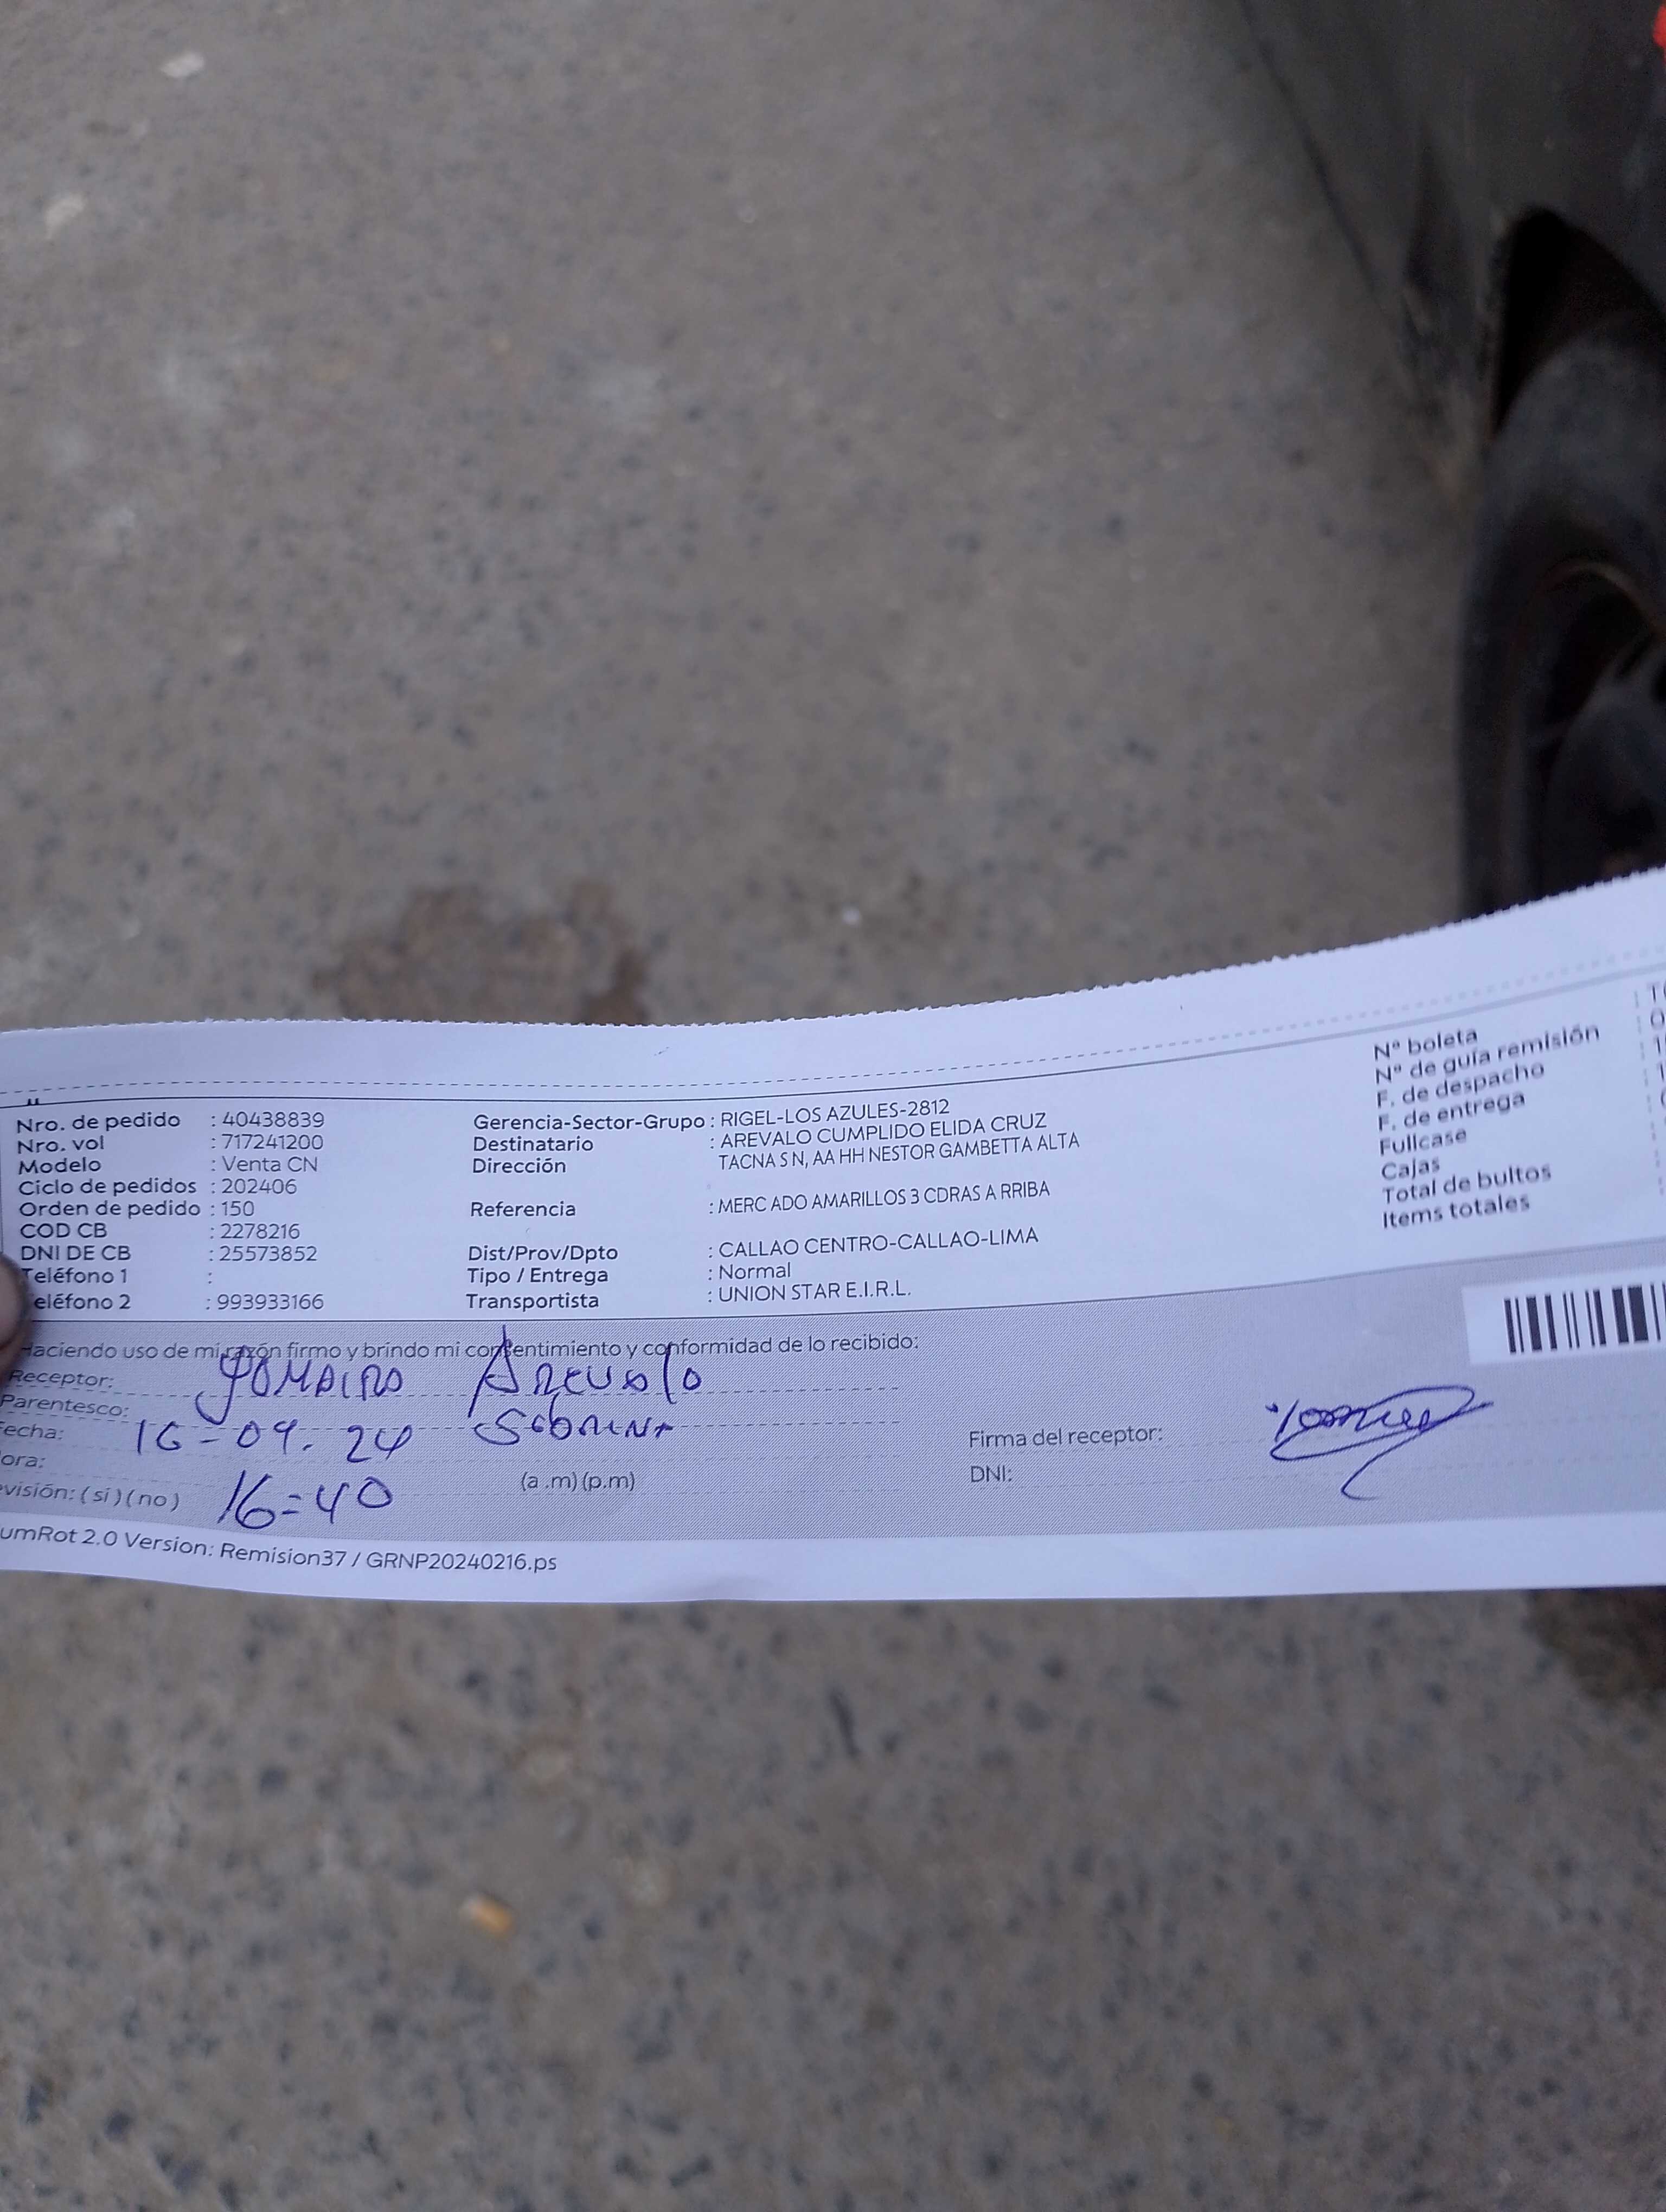 Nro. de pedido : 40438839
Nro. vol : 717241200
Modelo : Venta CN
Ciclo de pedidos : 202406
Orden de pedido : 150
COD CB : 2278216
DNI DE CB : 25573852
Teléfono 1 :
eléfono 2 : 993933166
Gerencia-Sector-Grupo : RIGEL-LOS AZULES-2812
Destinatario : AREVALO CUMPLIDO ELIDA CRUZ
Dirección TACNA S N, AA HH NESTOR GAMBETTA ALTA
Referencia : MERC ADO AMARILLOS 3 CDRAS A RRIBA
Dist/Prov/Dpto : CALLAO CENTRO-CALLAO-LIMA
Tipo / Entrega : Normal
Transportista : UNION STAR E.I.R.L.
N° boleta
N° de guía remisión
F. de despacho
F. de entrega
Fullcase
Cajas
Total de bultos
Items totales
Haciendo uso de mi razón firmo y brindo mi consentimiento y conformidad de lo recibido:
Receptor: Arevalo
Parentesco: Sobrina
echa: 16-04.24
ora: 16=40 (a .m) (p.m)
visión: ( si ) ( no )
Firma del receptor:
DNI:
umRot 2.0 Version: Remision37 / GRNP20240216.ps